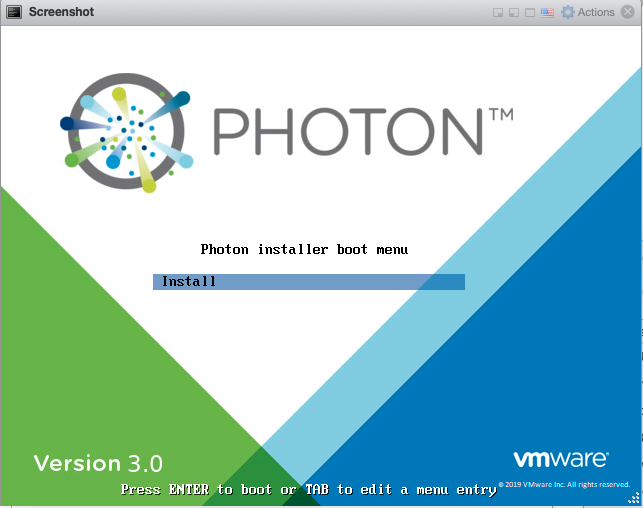 Screenshot
Actions
PHOTON™
Photon installer boot menu
Install
Version 3.0
vmware®
© 2019 VMware Inc. All rights reserved.
Press ENTER to boot or TAB to edit a menu entry